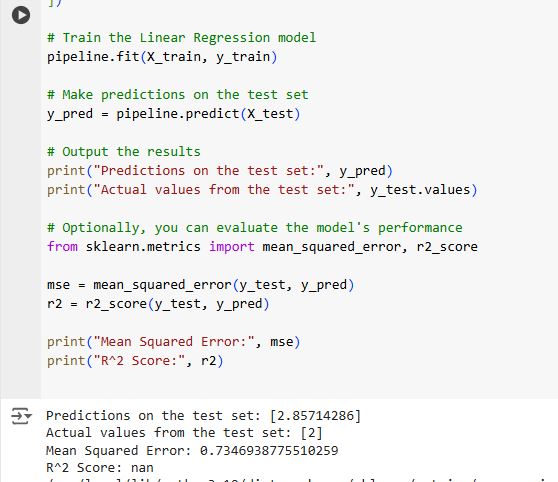 ])
# Train the Linear Regression model
pipeline.fit(X_train, y_train)
# Make predictions on the test set
y_pred = pipeline.predict(X_test)
# Output the results
print("Predictions on the test set:", y_pred)
print("Actual values from the test set:", y_test.values)
# Optionally, you can evaluate the model's performance
from sklearn.metrics import mean_squared_error, r2_score
mse = mean_squared_error(y_test, y_pred)
r2 = r2_score(y_test, y_pred)
print("Mean Squared Error:", mse)
print("R^2 Score:", r2)
Predictions on the test set: [2.85714286]
Actual values from the test set: [2]
Mean Squared Error: 0.7346938775510259
R^2 Score: nan